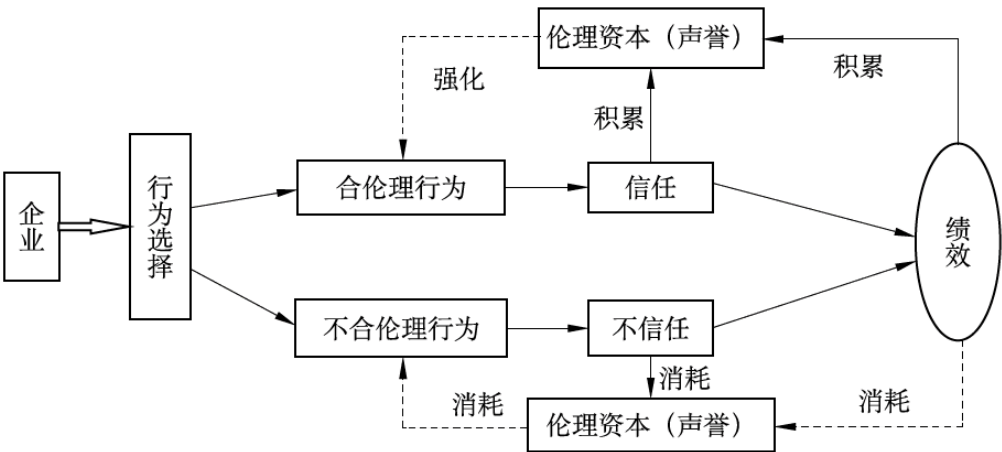 伦理资本（声誉）
积累
强化
积累
企业
行为选择
合伦理行为
信任
绩效
不合伦理行为
不信任
消耗
消耗
消耗
伦理资本（声誉）